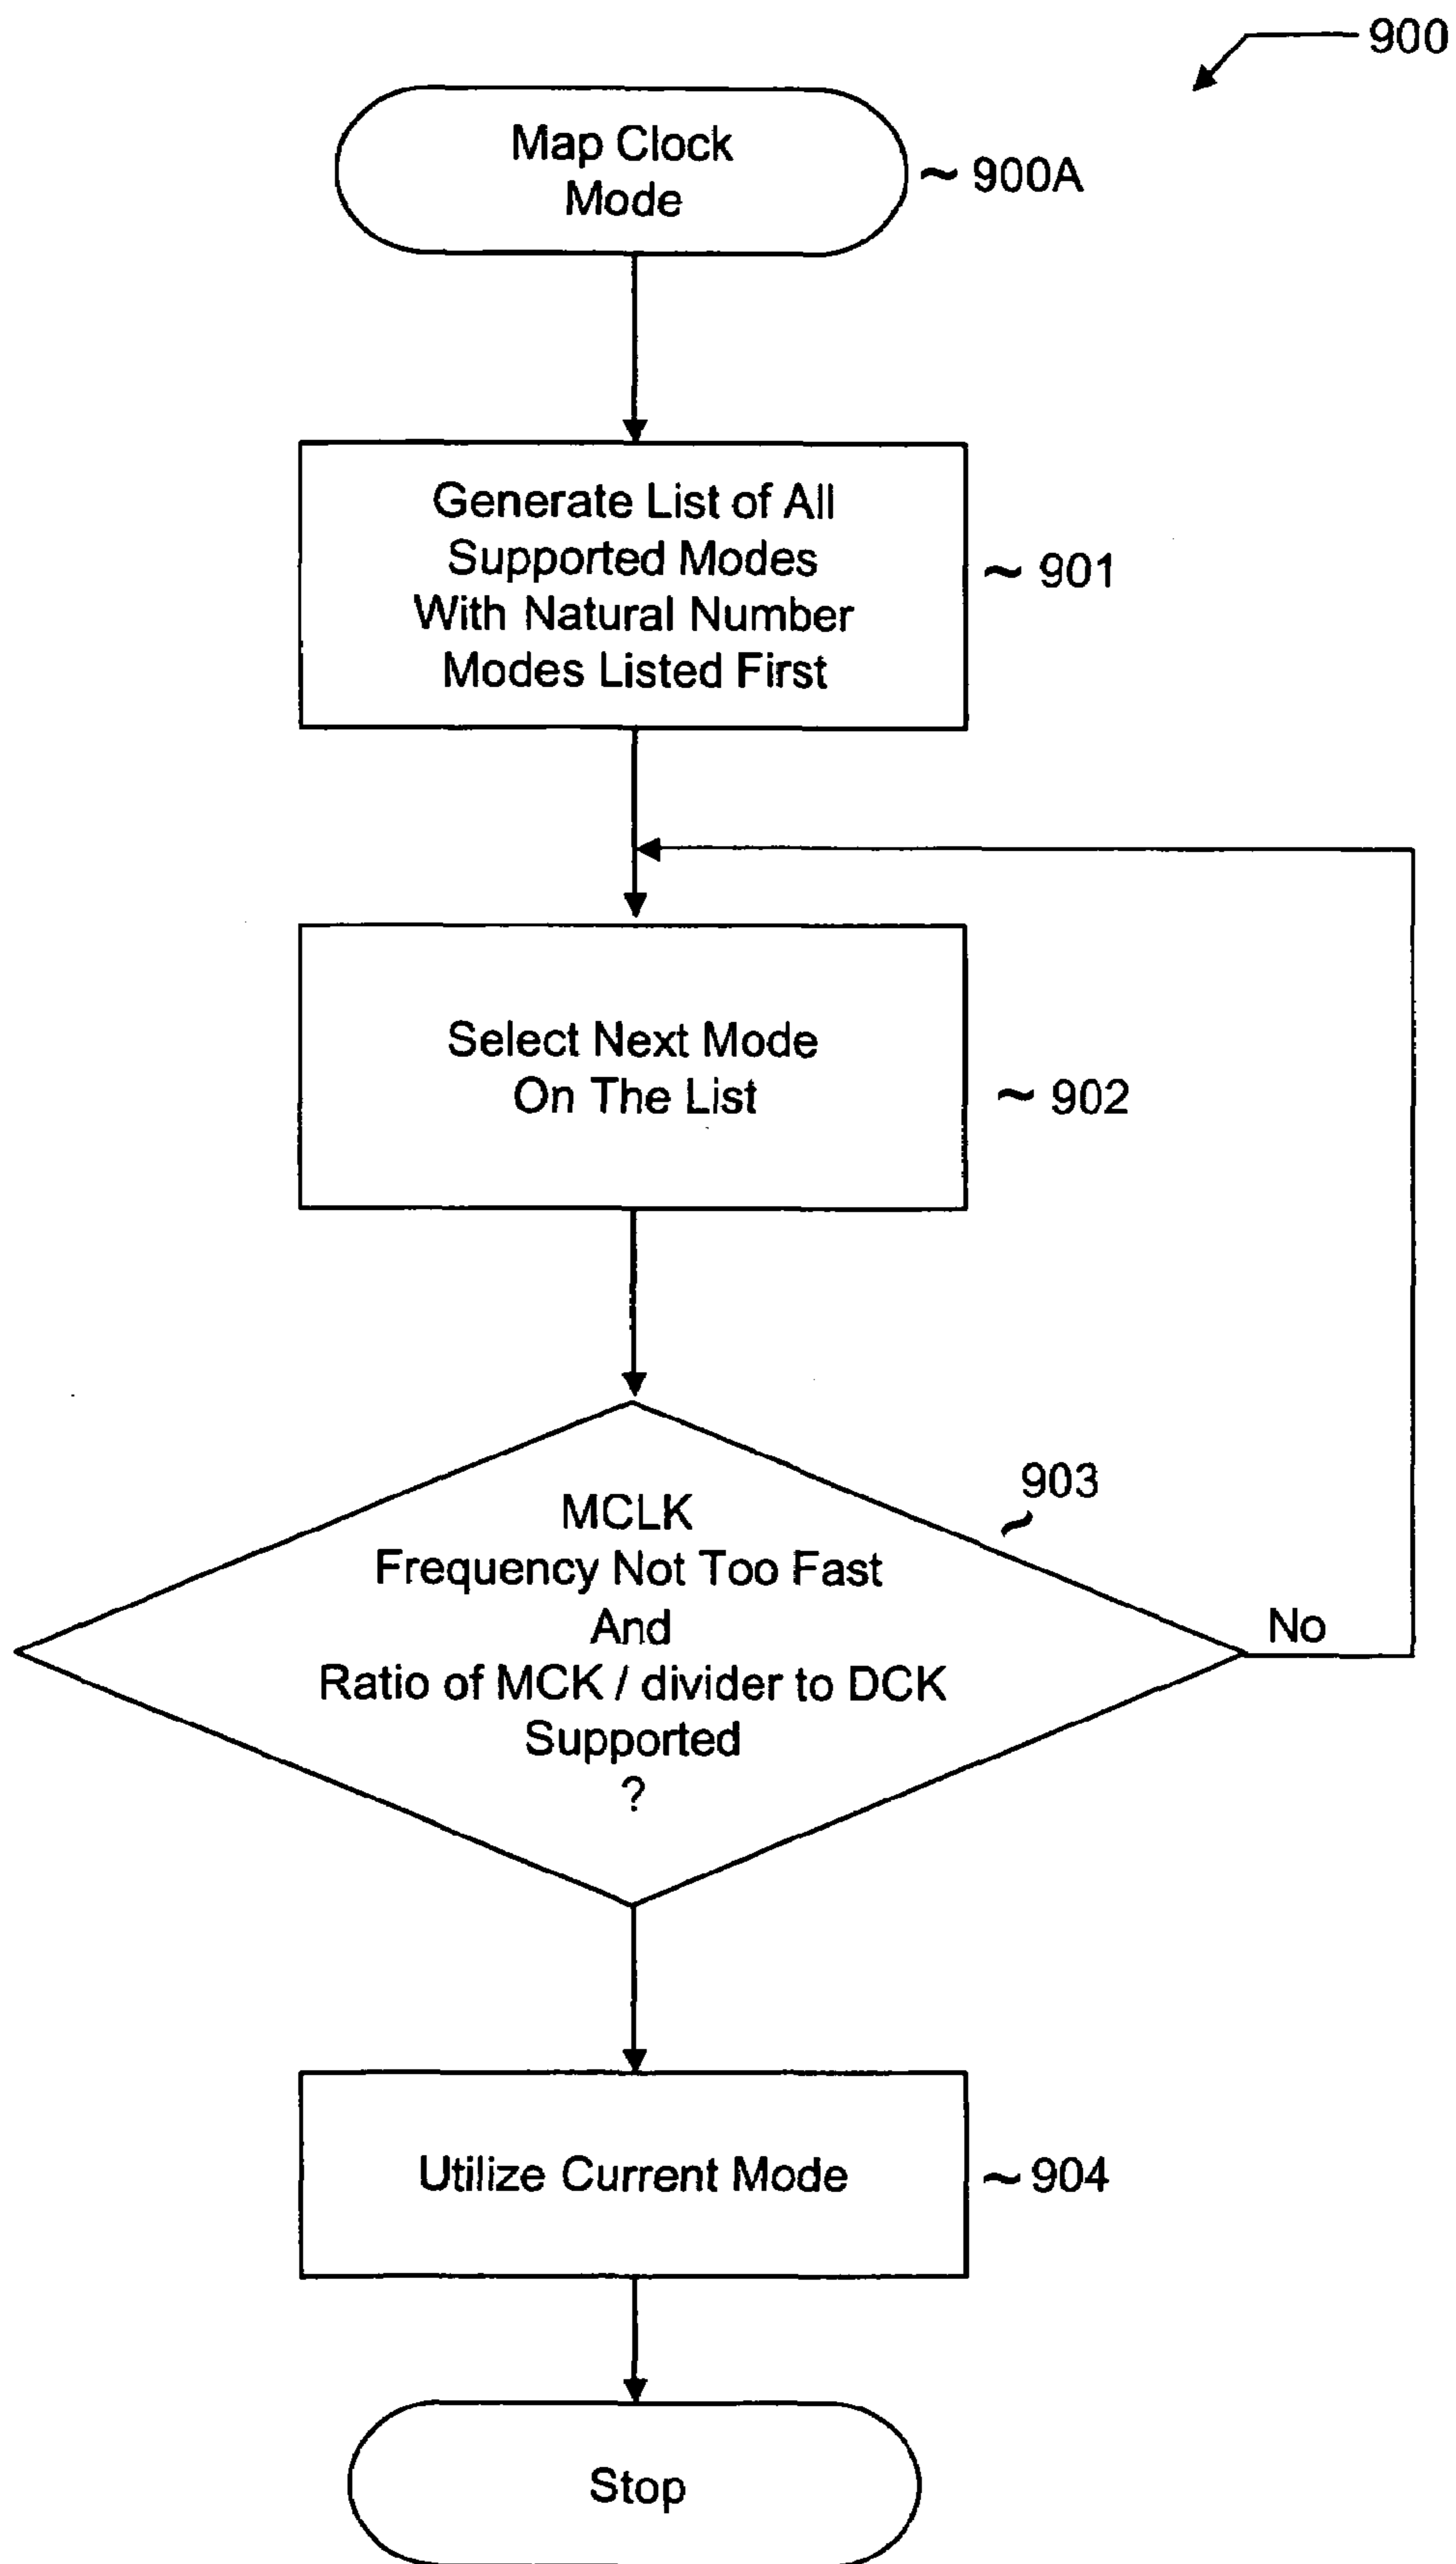 900
Map Clock
Mode
~ 900A
Generate List of All
Supported Modes
With Natural Number
Modes Listed First
~ 901
Select Next Mode
On The List
~ 902
903
~
MCLK
Frequency Not Too Fast
And
Ratio of MCK / divider to DCK
Supported
?
No
Utilize Current Mode
~904
Stop